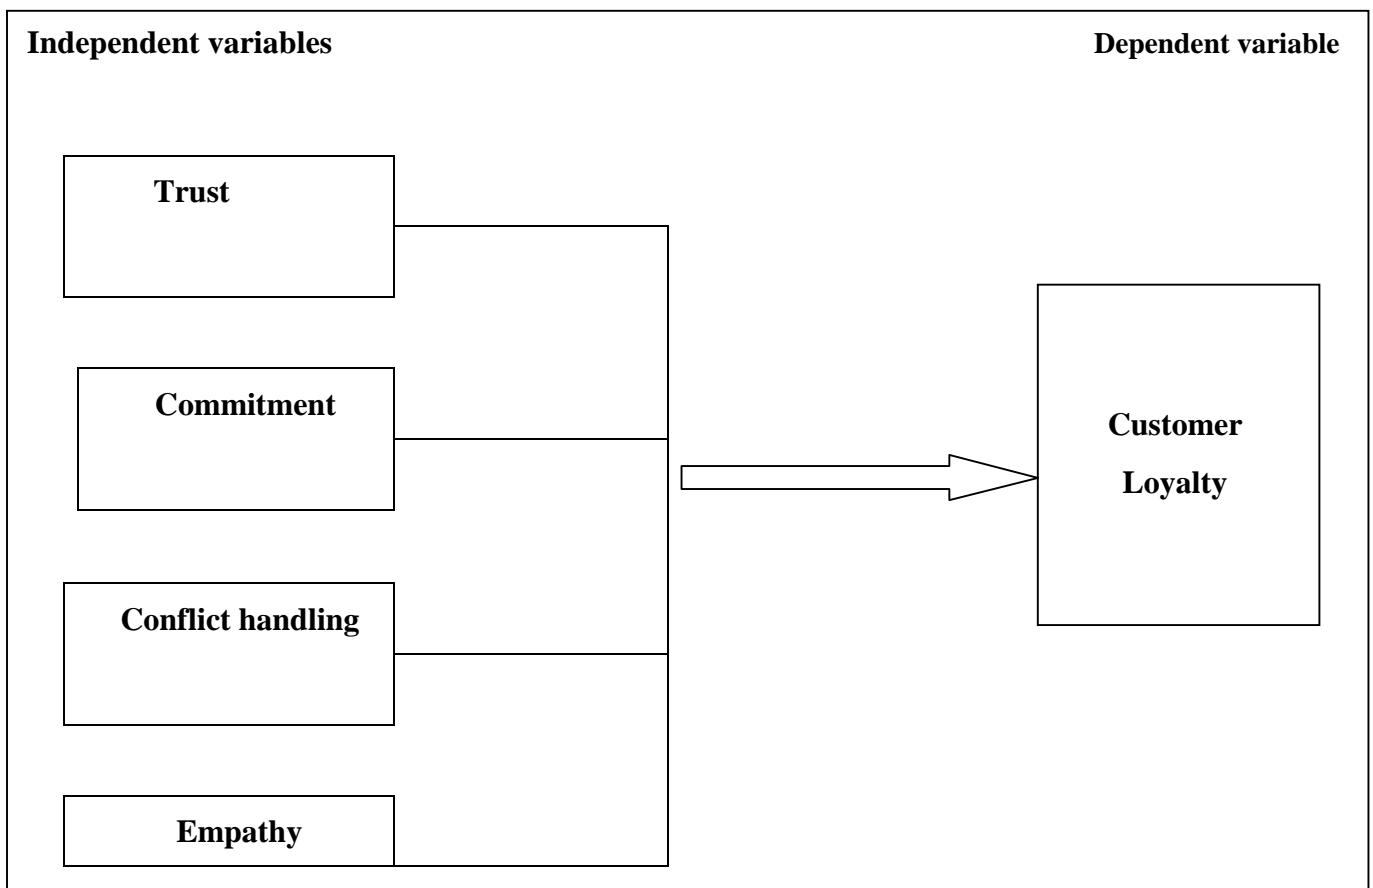 Independent variables
Dependent variable
Trust
Commitment
Conflict handling
Empathy
Customer
Loyalty